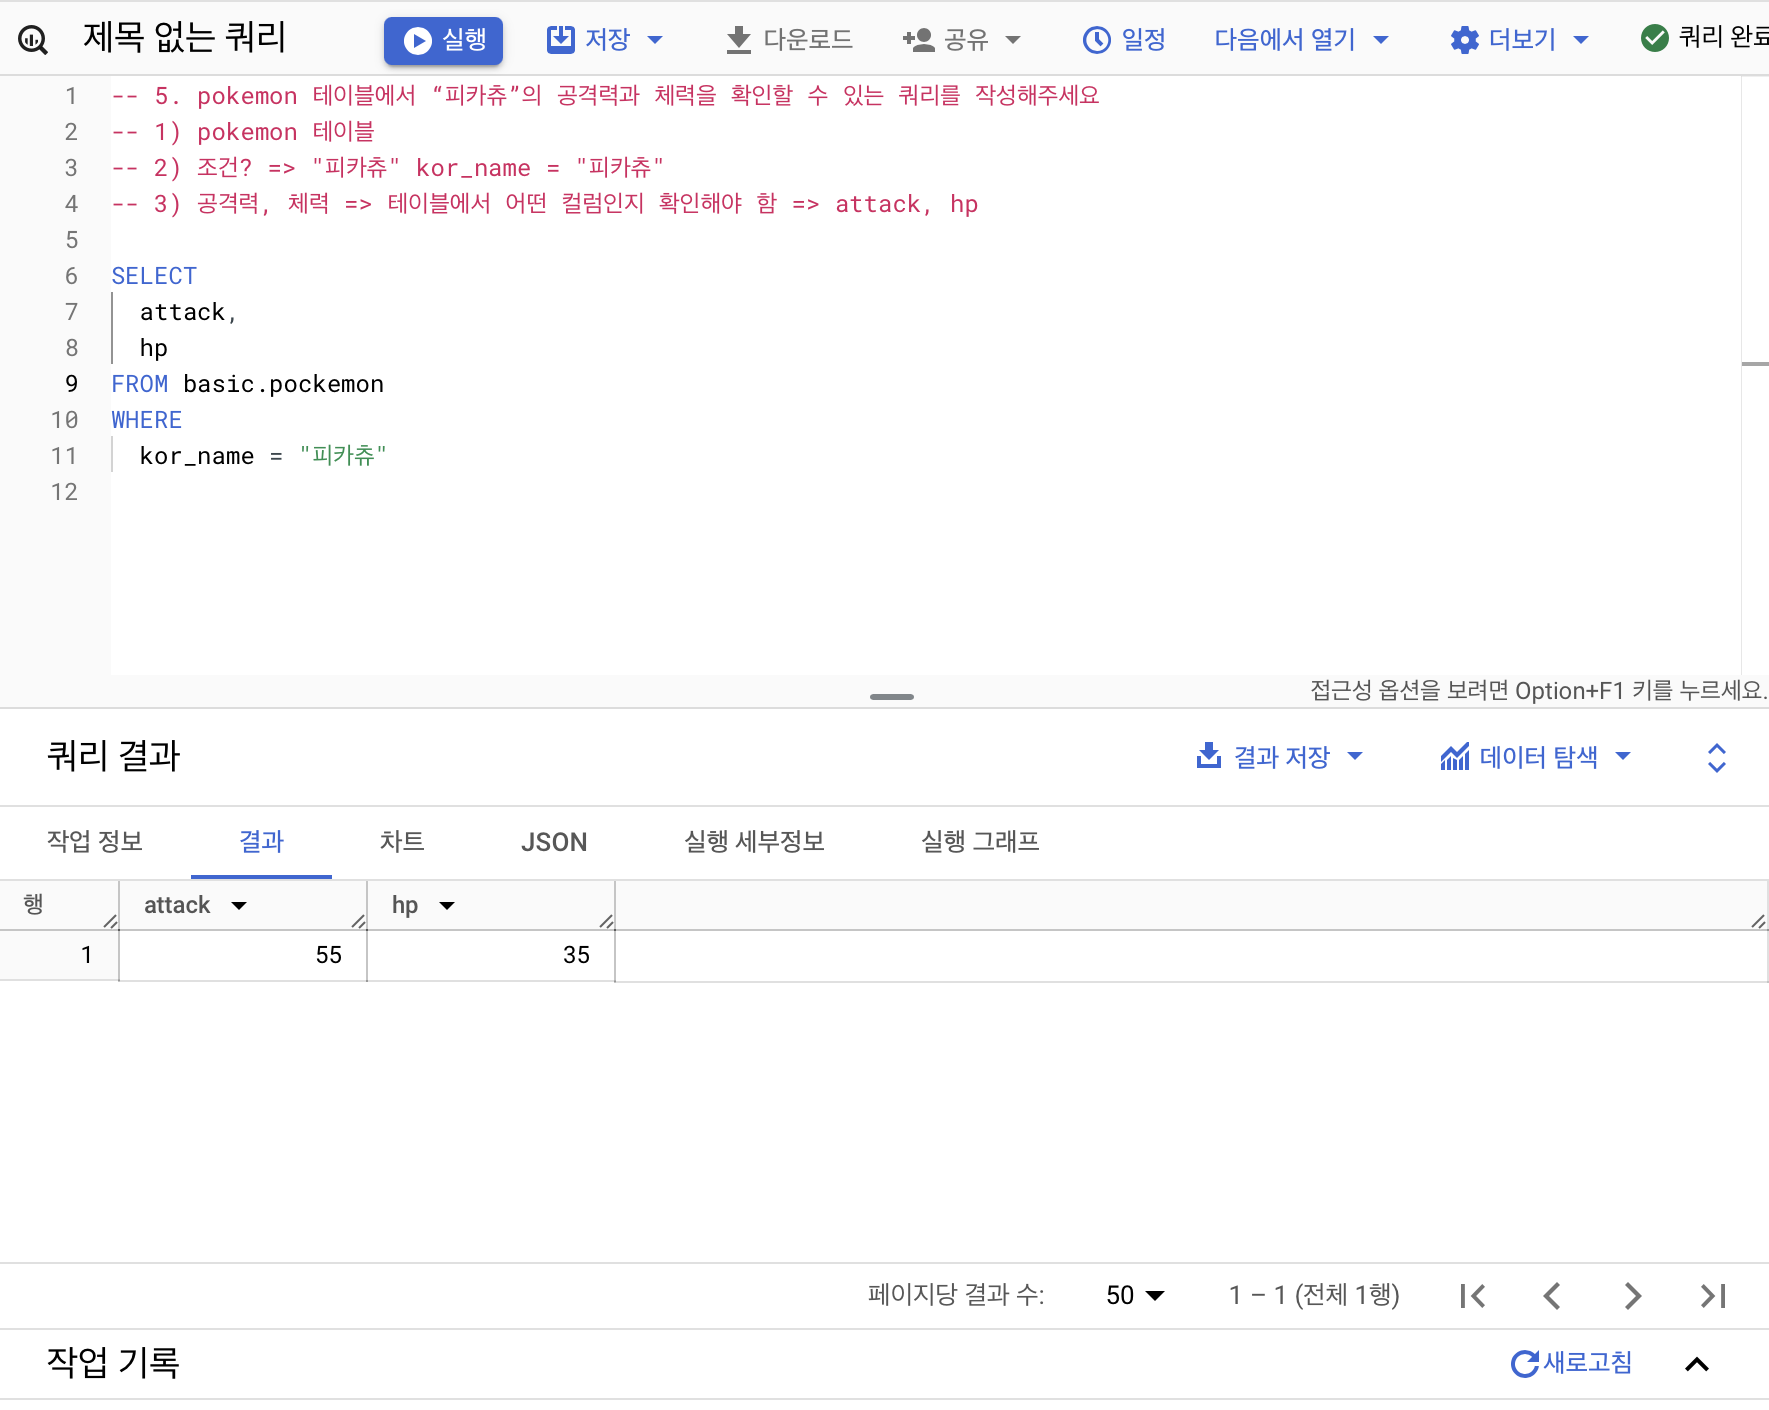 제목 없는 쿼리
실행
저장
다운로드
공유
일정
다음에서 열기
더보기
쿼리 완료
1 -- 5. pokemon 테이블에서 “피카츄”의 공격력과 체력을 확인할 수 있는 쿼리를 작성해주세요
2 -- 1) pokemon 테이블
3 -- 2) 조건? => "피카츄" kor_name = "피카츄"
4 -- 3) 공격력, 체력 => 테이블에서 어떤 컬럼인지 확인해야 함 => attack, hp
5
6 SELECT
7 attack,
8 hp
9 FROM basic.pockemon
10 WHERE
11 kor_name = "피카츄"
12
접근성 옵션을 보려면 Option+F1 키를 누르세요.
쿼리 결과
결과 저장
데이터 탐색
작업 정보
결과
차트
JSON
실행 세부정보
실행 그래프
행 attack hp
1 55 35
페이지당 결과 수: 50 1 – 1 (전체 1행)
작업 기록
새로고침